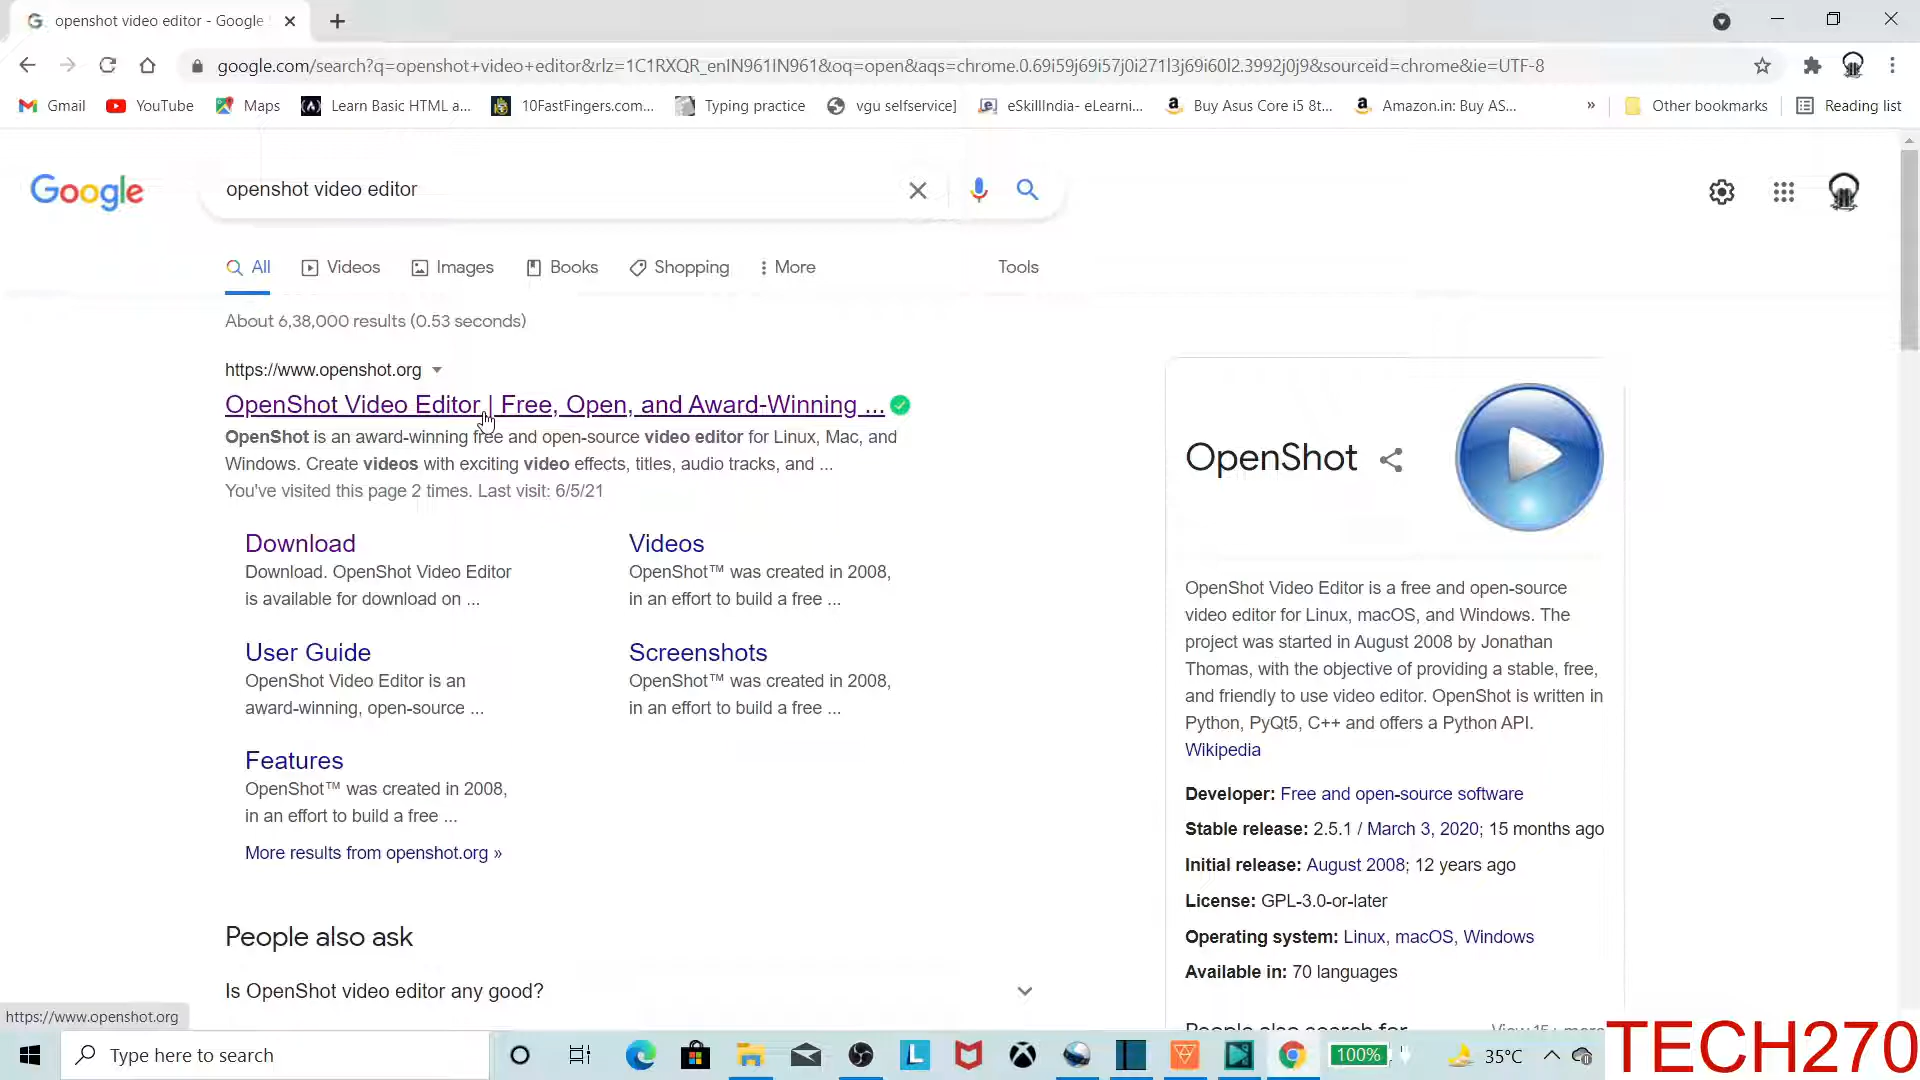 openshot video editor - Google
google.com/search?q=openshot+video+editor&rlz=1C1RXQR_enIN961IN961&oq=open&aqs=chrome.0.69i59j69i57j0i271l3j69i60l2.3992j0j9&sourceid=chrome&ie=UTF-8
Gmail YouTube Maps Learn Basic HTML a... 10FastFingers.com... Typing practice vgu selfservice] eSkillIndia- eLearni... Buy Asus Core i5 8t... Amazon.in: Buy AS... » Other bookmarks Reading list
Google openshot video editor
All Videos Images Books Shopping More Tools
About 6,38,000 results (0.53 seconds)
https://www.openshot.org
OpenShot Video Editor | Free, Open, and Award-Winning ...
OpenShot is an award-winning free and open-source video editor for Linux, Mac, and
Windows. Create videos with exciting video effects, titles, audio tracks, and ...
You've visited this page 2 times. Last visit: 6/5/21
Download
Download. OpenShot Video Editor
is available for download on ...
Videos
OpenShot™ was created in 2008,
in an effort to build a free ...
User Guide
OpenShot Video Editor is an
award-winning, open-source ...
Screenshots
OpenShot™ was created in 2008,
in an effort to build a free ...
Features
OpenShot™ was created in 2008,
in an effort to build a free ...
More results from openshot.org »
People also ask
Is OpenShot video editor any good?
OpenShot
OpenShot Video Editor is a free and open-source
video editor for Linux, macOS, and Windows. The
project was started in August 2008 by Jonathan
Thomas, with the objective of providing a stable, free,
and friendly to use video editor. OpenShot is written in
Python, PyQt5, C++ and offers a Python API.
Wikipedia
Developer: Free and open-source software
Stable release: 2.5.1 / March 3, 2020; 15 months ago
Initial release: August 2008; 12 years ago
License: GPL-3.0-or-later
Operating system: Linux, macOS, Windows
Available in: 70 languages
People also search for View 15+ more
https://www.openshot.org
Type here to search 100% 35°C
TECH270